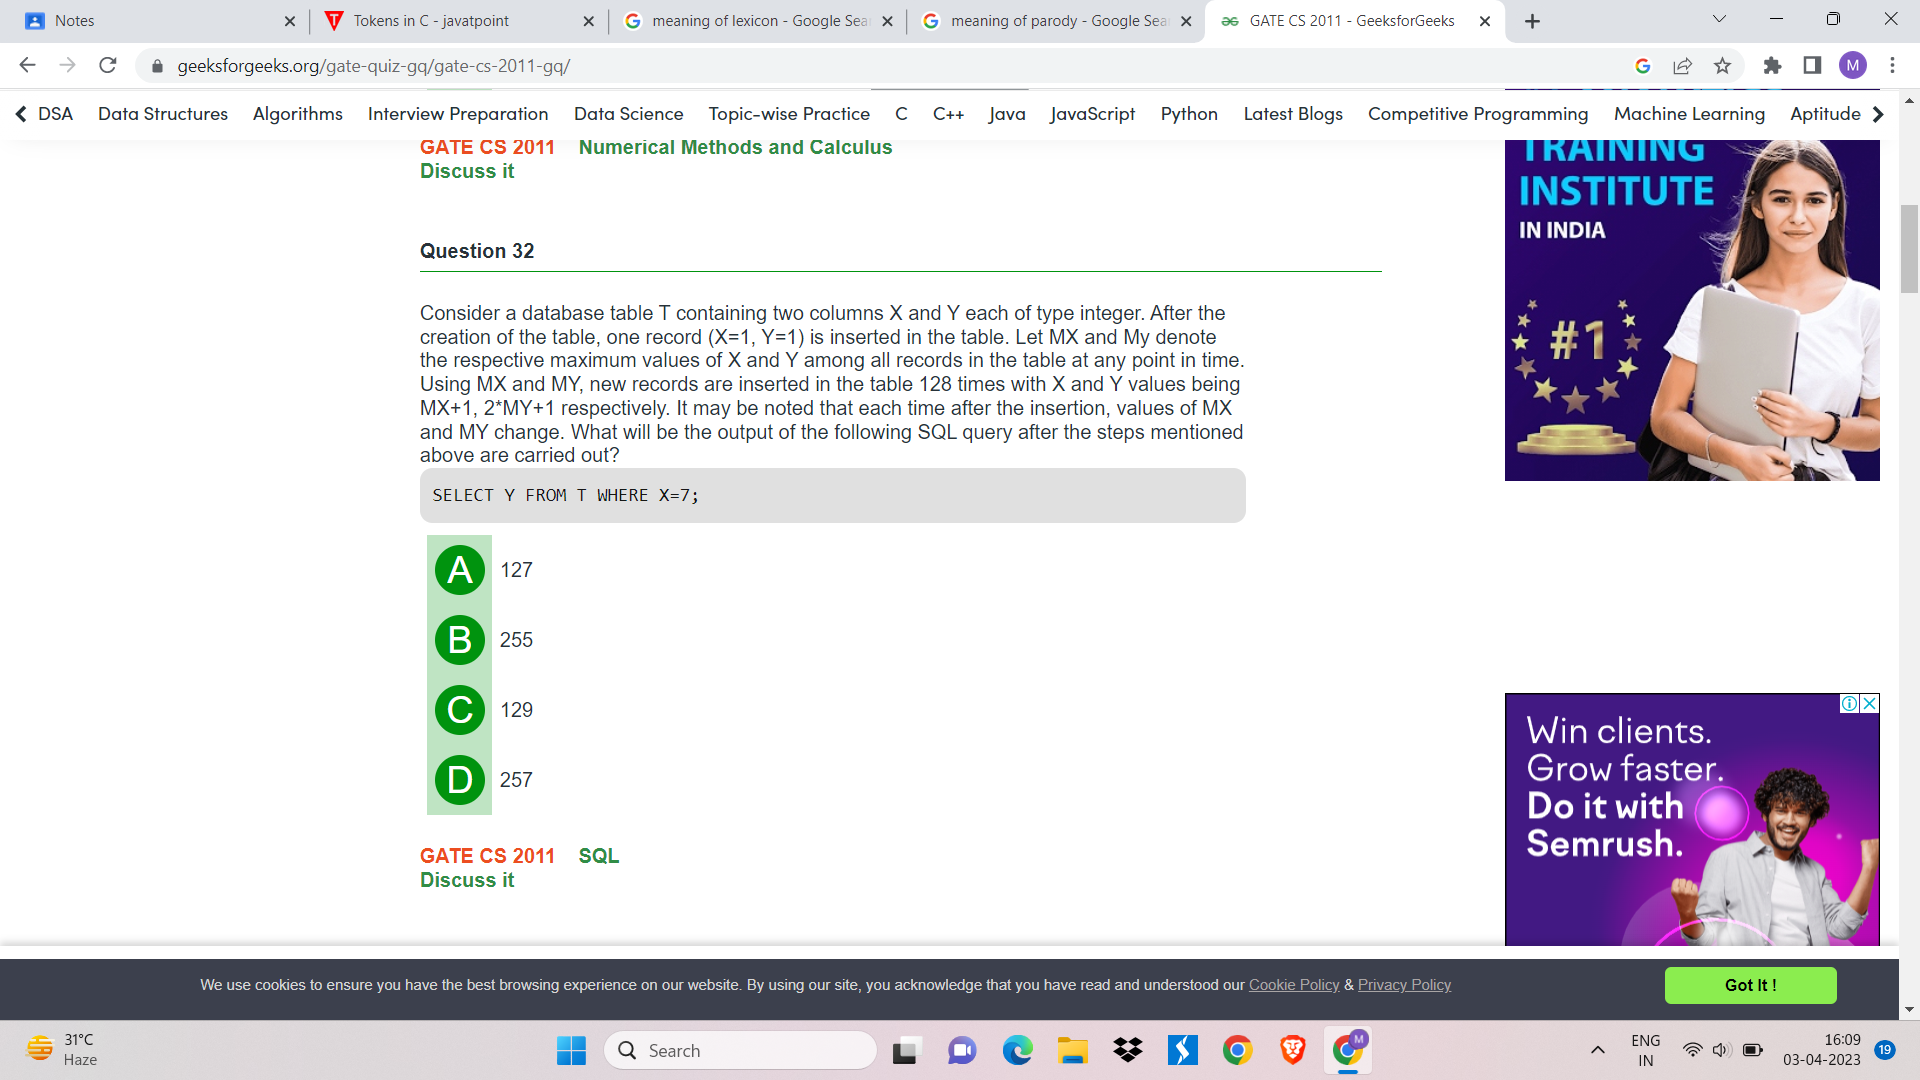 Notes
Tokens in C - javatpoint
meaning of lexicon - Google Sea
meaning of parody - Google Sea
GATE CS 2011 - GeeksforGeeks
geeksforgeeks.org/gate-quiz-gq/gate-cs-2011-gq/
M
DSA Data Structures Algorithms Interview Preparation Data Science Topic-wise Practice C C++ Java JavaScript Python Latest Blogs Competitive Programming Machine Learning Aptitude
GATE CS 2011 Numerical Methods and Calculus
Discuss it
TRAINING
INSTITUTE
IN INDIA
#1
Question 32
Consider a database table T containing two columns X and Y each of type integer. After the
creation of the table, one record (X=1, Y=1) is inserted in the table. Let MX and My denote
the respective maximum values of X and Y among all records in the table at any point in time.
Using MX and MY, new records are inserted in the table 128 times with X and Y values being
MX+1, 2*MY+1 respectively. It may be noted that each time after the insertion, values of MX
and MY change. What will be the output of the following SQL query after the steps mentioned
above are carried out?
SELECT Y FROM T WHERE X=7;
A 127
B 255
C 129
D 257
GATE CS 2011 SQL
Discuss it
Win clients.
Grow faster.
Do it with
Semrush.
We use cookies to ensure you have the best browsing experience on our website. By using our site, you acknowledge that you have read and understood our Cookie Policy & Privacy Policy
Got It !
31°C
Haze
Search
M
ENG
IN
16:09
03-04-2023
19